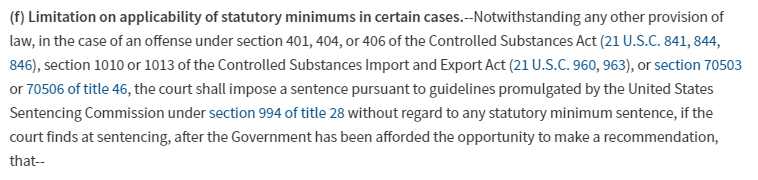 (f) Limitation on applicability of statutory minimums in certain cases.--Notwithstanding any other provision of
law, in the case of an offense under section 401, 404, or 406 of the Controlled Substances Act (21 U.S.C. 841, 844,
846), section 1010 or 1013 of the Controlled Substances Import and Export Act (21 U.S.C. 960, 963), or section 70503
or 70506 of title 46, the court shall impose a sentence pursuant to guidelines promulgated by the United States
Sentencing Commission under section 994 of title 28 without regard to any statutory minimum sentence, if the
court finds at sentencing, after the Government has been afforded the opportunity to make a recommendation,
that--